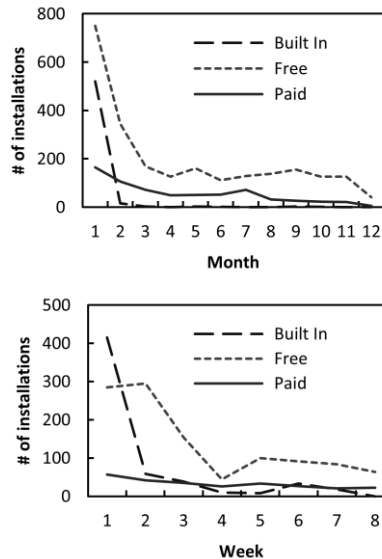 800
600
400
200
0
# of installations
Built In
Free
Paid
1 2 3 4 5 6 7 8 9 10 11 12
Month
500
400
300
200
100
0
# of installations
Built In
Free
Paid
1 2 3 4 5 6 7 8
Week